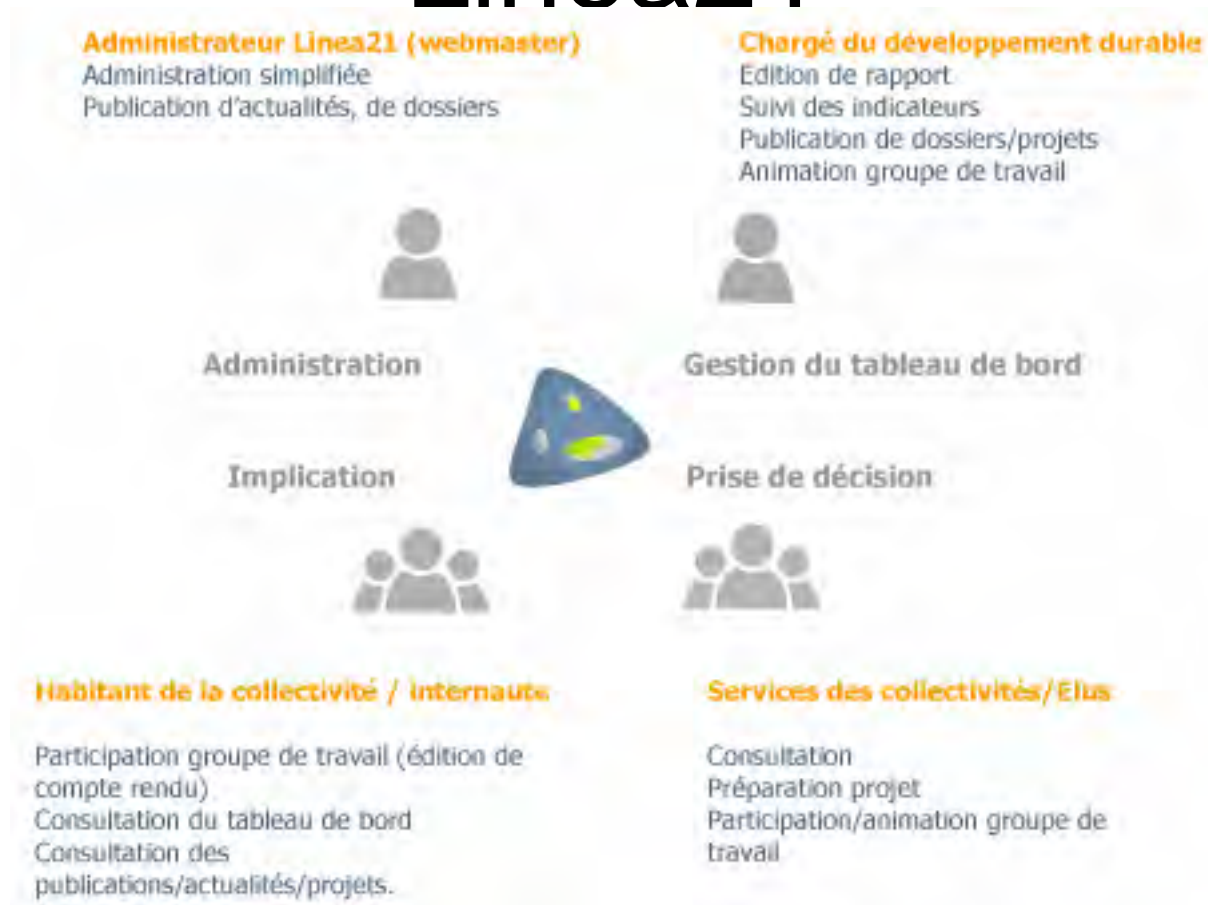 Linea21
Administrateur Linea21 (webmaster)
Administration simplifiée
Publication d'actualités, de dossiers
Chargé du développement durable
Edition de rapport
Suivi des indicateurs
Publication de dossiers/projets
Animation groupe de travail
Administration
Gestion du tableau de bord
Implication
Prise de décision
Habitant de la collectivité / internaute
Participation groupe de travail (édition de
compte rendu)
Consultation du tableau de bord
Consultation des
publications/actualités/projets.
Services des collectivités/Elus
Consultation
Préparation projet
Participation/animation groupe de
travail